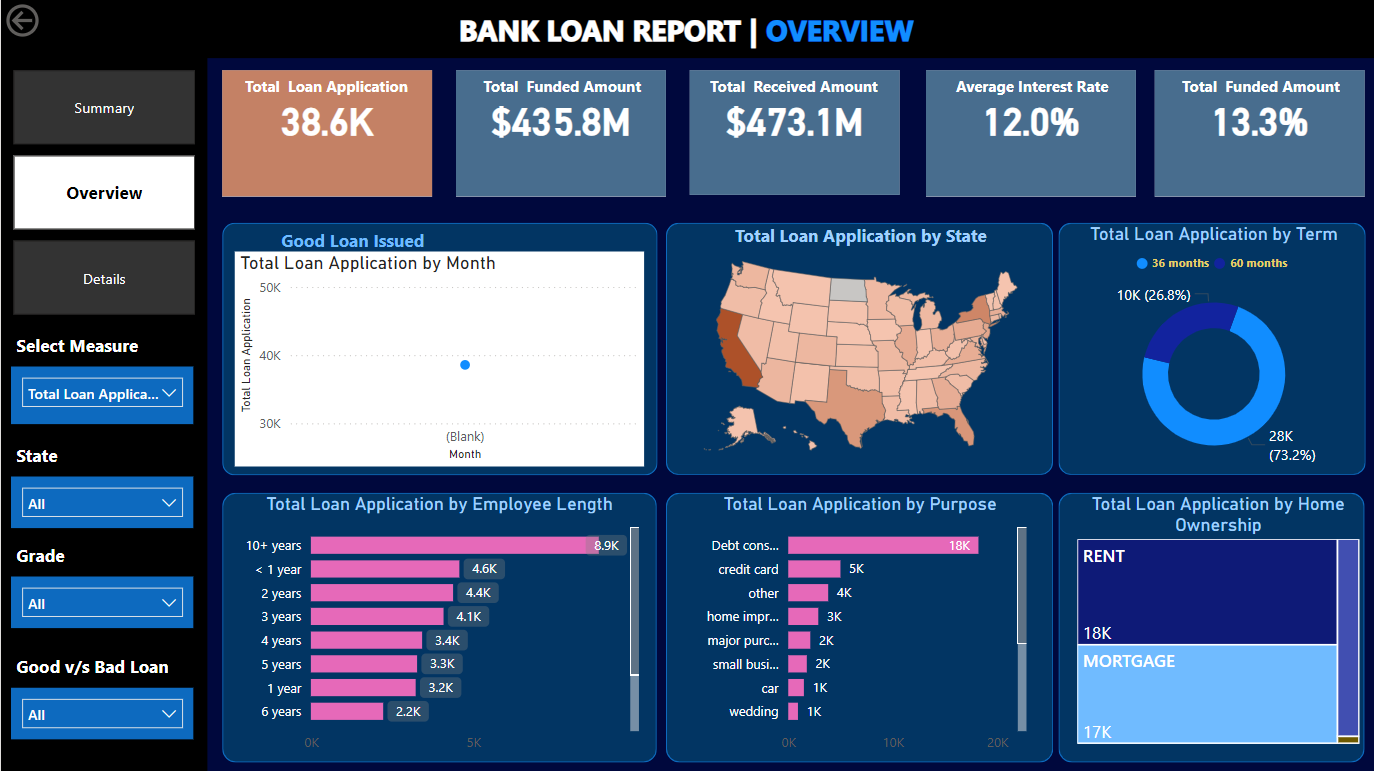 BANK LOAN REPORT | OVERVIEW
Summary
Overview
Details
Select Measure
Total Loan Applica...
State
All
Grade
All
Good v/s Bad Loan
All
Total Loan Application
38.6K
Total Funded Amount
$435.8M
Total Received Amount
$473.1M
Average Interest Rate
12.0%
Total Funded Amount
13.3%
Good Loan Issued
Total Loan Application by Month
Total Loan Application
50K
40K
30K
(Blank)
Month
Total Loan Application by State
Total Loan Application by Term
36 months 60 months
10K (26.8%)
28K
(73.2%)
Total Loan Application by Employee Length
10+ years 8.9K
< 1 year 4.6K
2 years 4.4K
3 years 4.1K
4 years 3.4K
5 years 3.3K
1 year 3.2K
6 years 2.2K
0K 5K
Total Loan Application by Purpose
Debt cons... 18K
credit card 5K
other 4K
home impr... 3K
major purc... 2K
small busi... 2K
car 1K
wedding 1K
0K 10K 20K
Total Loan Application by Home
Ownership
RENT
18K
MORTGAGE
17K